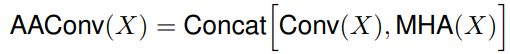 AAConv(X) = Concat[Conv(X), MHA(X)]